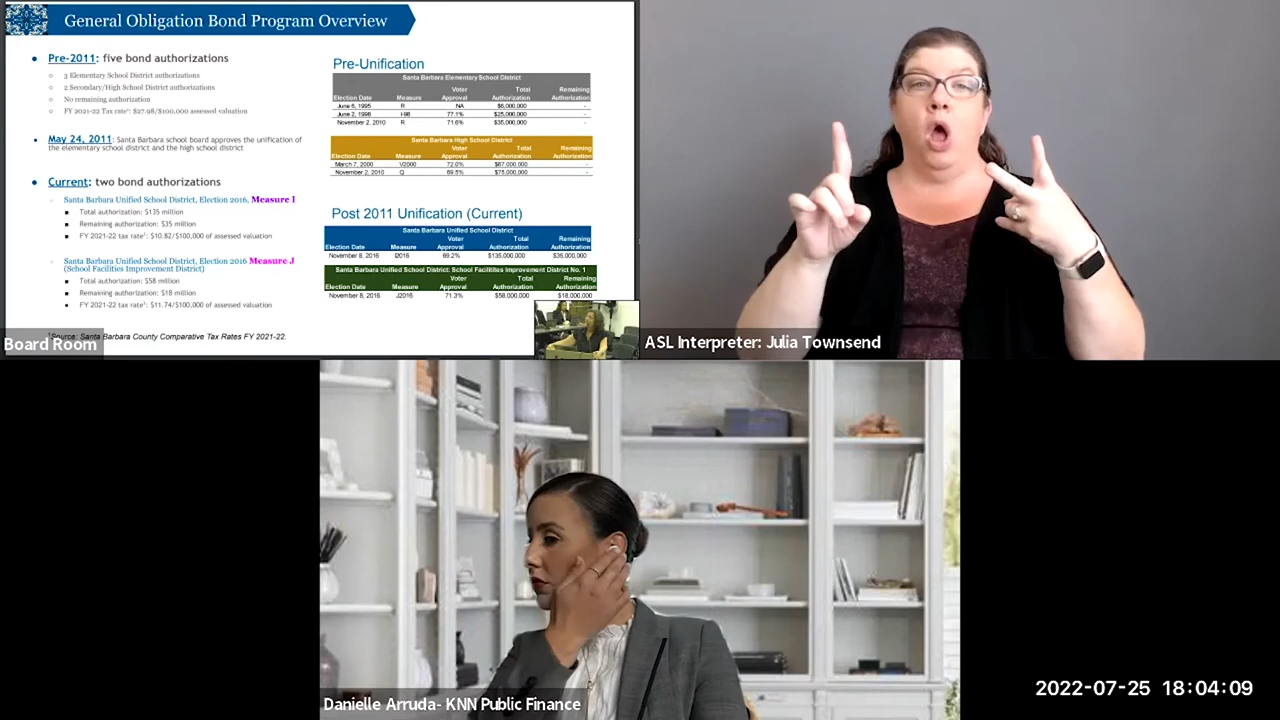 General Obligation Bond Program Overview
Pre-2011: five bond authorizations
3 Elementary School District authorizations
2 Secondary/High School District authorizations
No remaining authorization
FY 2021-22 Tax rate¹: $27.98/$100,000 assessed valuation
May 24, 2011: Santa Barbara school board approves the unification of
the elementary school district and the high school district
Current: two bond authorizations
Santa Barbara Unified School District, Election 2016, Measure I
Total authorization: $135 million
Remaining authorization: $35 million
FY 2021-22 tax rate¹: $10.82/$100,000 of assessed valuation
Santa Barbara Unified School District, Election 2016 Measure J
(School Facilities Improvement District)
Total authorization: $58 million
Remaining authorization: $18 million
FY 2021-22 tax rate¹: $11.74/$100,000 of assessed valuation
Pre-Unification
Santa Barbara Elementary School District
Voter Total Remaining
Election Date Measure Approval Authorization Authorization
June 6, 1995 R NA $6,000,000 -
June 2, 1998 H98 77.1% $25,000,000 -
November 2, 2010 R 71.6% $35,000,000 -
Santa Barbara High School District
Voter Total Remaining
Election Date Measure Approval Authorization Authorization
March 7, 2000 V2000 72.0% $67,000,000 -
November 2, 2010 Q 69.5% $75,000,000 -
Post 2011 Unification (Current)
Santa Barbara Unified School District
Voter Total Remaining
Election Date Measure Approval Authorization Authorization
November 8, 2016 I2016 69.2% $135,000,000 $35,000,000
Santa Barbara Unified School District: School Facilities Improvement District No. 1
Voter Total Remaining
Election Date Measure Approval Authorization Authorization
November 8, 2016 J2016 71.3% $58,000,000 $18,000,000
¹Source: Santa Barbara County Comparative Tax Rates FY 2021-22.
Board Room
ASL Interpreter: Julia Townsend
Danielle Arruda- KNN Public Finance
2022-07-25 18:04:09